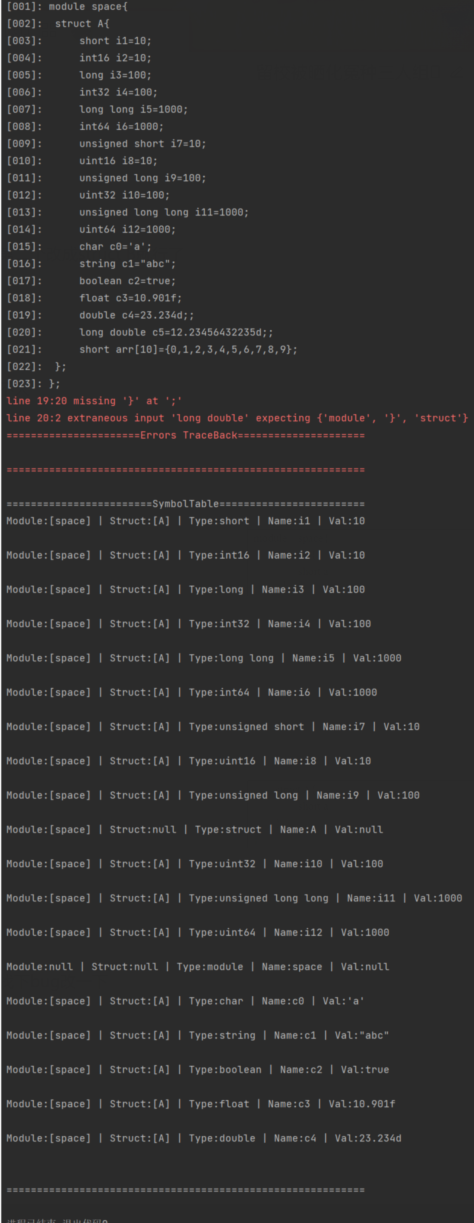 [001]: module space{
[002]:  struct A{
[003]:      short i1=10;
[004]:      int16 i2=10;
[005]:      long i3=100;
[006]:      int32 i4=100;
[007]:      long long i5=1000;
[008]:      int64 i6=1000;
[009]:      unsigned short i7=10;
[010]:      uint16 i8=10;
[011]:      unsigned long i9=100;
[012]:      uint32 i10=100;
[013]:      unsigned long long i11=1000;
[014]:      uint64 i12=1000;
[015]:      char c0='a';
[016]:      string c1="abc";
[017]:      boolean c2=true;
[018]:      float c3=10.901f;
[019]:      double c4=23.234d;;
[020]:      long double c5=12.23456432235d;;
[021]:      short arr[10]={0,1,2,3,4,5,6,7,8,9};
[022]:  };
[023]: };
line 19:20 missing '}' at ';'
line 20:2 extraneous input 'long double' expecting {'module', '}', 'struct'}
======================Errors TraceBack=====================
===========================================================
========================SymbolTable========================
Module:[space] | Struct:[A] | Type:short | Name:i1 | Val:10
Module:[space] | Struct:[A] | Type:int16 | Name:i2 | Val:10
Module:[space] | Struct:[A] | Type:long | Name:i3 | Val:100
Module:[space] | Struct:[A] | Type:int32 | Name:i4 | Val:100
Module:[space] | Struct:[A] | Type:long long | Name:i5 | Val:1000
Module:[space] | Struct:[A] | Type:int64 | Name:i6 | Val:1000
Module:[space] | Struct:[A] | Type:unsigned short | Name:i7 | Val:10
Module:[space] | Struct:[A] | Type:uint16 | Name:i8 | Val:10
Module:[space] | Struct:[A] | Type:unsigned long | Name:i9 | Val:100
Module:[space] | Struct:null | Type:struct | Name:A | Val:null
Module:[space] | Struct:[A] | Type:uint32 | Name:i10 | Val:100
Module:[space] | Struct:[A] | Type:unsigned long long | Name:i11 | Val:1000
Module:[space] | Struct:[A] | Type:uint64 | Name:i12 | Val:1000
Module:null | Struct:null | Type:module | Name:space | Val:null
Module:[space] | Struct:[A] | Type:char | Name:c0 | Val:'a'
Module:[space] | Struct:[A] | Type:string | Name:c1 | Val:"abc"
Module:[space] | Struct:[A] | Type:boolean | Name:c2 | Val:true
Module:[space] | Struct:[A] | Type:float | Name:c3 | Val:10.901f
Module:[space] | Struct:[A] | Type:double | Name:c4 | Val:23.234d
===========================================================